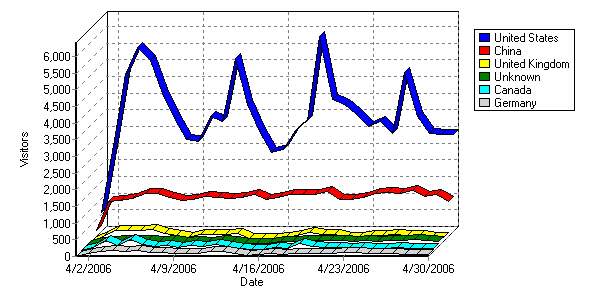 6,000
5,500
5,000
4,500
4,000
3,500
3,000
2,500
2,000
1,500
1,000
500
0
Visitors
4/2/2006 4/9/2006 4/16/2006 4/23/2006 4/30/2006
Date
United States
China
United Kingdom
Unknown
Canada
Germany